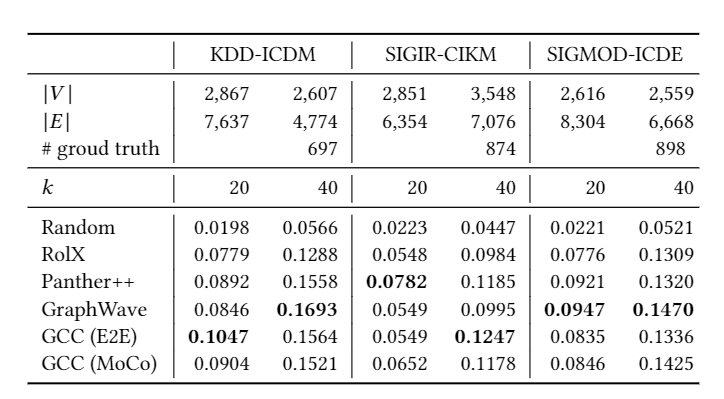 KDD-ICDM SIGIR-CIKM SIGMOD-ICDE
|V| 2,867 2,607 2,851 3,548 2,616 2,559
|E| 7,637 4,774 6,354 7,076 8,304 6,668
# groud truth 697 874 898
k 20 40 20 40 20 40
Random 0.0198 0.0566 0.0223 0.0447 0.0221 0.0521
RolX 0.0779 0.1288 0.0548 0.0984 0.0776 0.1309
Panther++ 0.0892 0.1558 0.0782 0.1185 0.0921 0.1320
GraphWave 0.0846 0.1693 0.0549 0.0995 0.0947 0.1470
GCC (E2E) 0.1047 0.1564 0.0549 0.1247 0.0835 0.1336
GCC (MoCo) 0.0904 0.1521 0.0652 0.1178 0.0846 0.1425